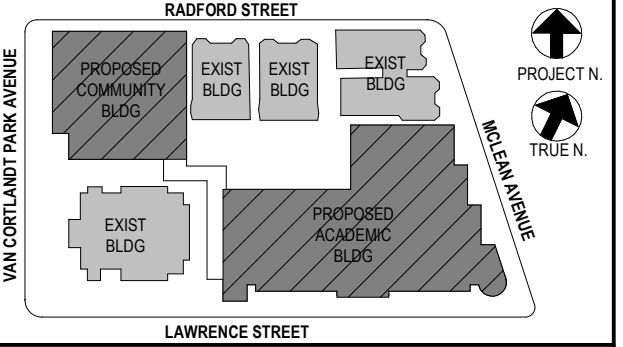 RADFORD STREET
VAN CORTLANDT PARK AVENUE
PROPOSED
COMMUNITY
BLDG
EXIST
BLDG
EXIST
BLDG
EXIST
BLDG
PROJECT N.
TRUE N.
MCLEAN AVENUE
EXIST
BLDG
PROPOSED
ACADEMIC
BLDG
LAWRENCE STREET